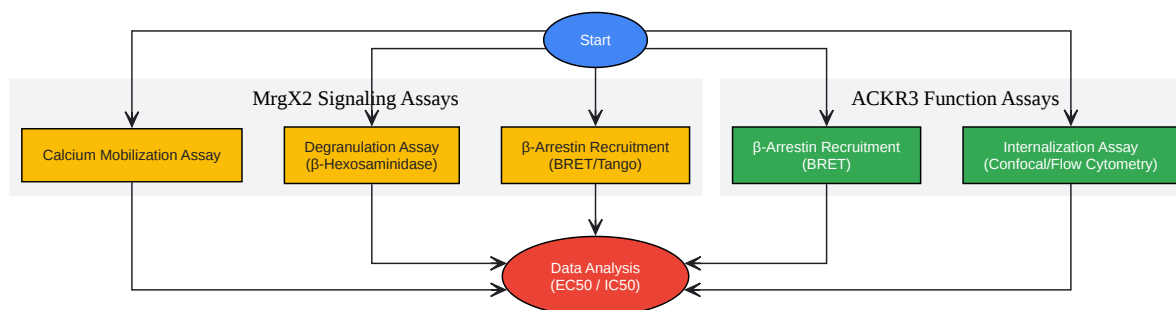 Start
MrgX2 Signaling Assays
ACKR3 Function Assays
Calcium Mobilization Assay
Degranulation Assay
(β-Hexosaminidase)
β-Arrestin Recruitment
(BRET/Tango)
β-Arrestin Recruitment
(BRET)
Internalization Assay
(Confocal/Flow Cytometry)
Data Analysis
(EC50 / IC50)